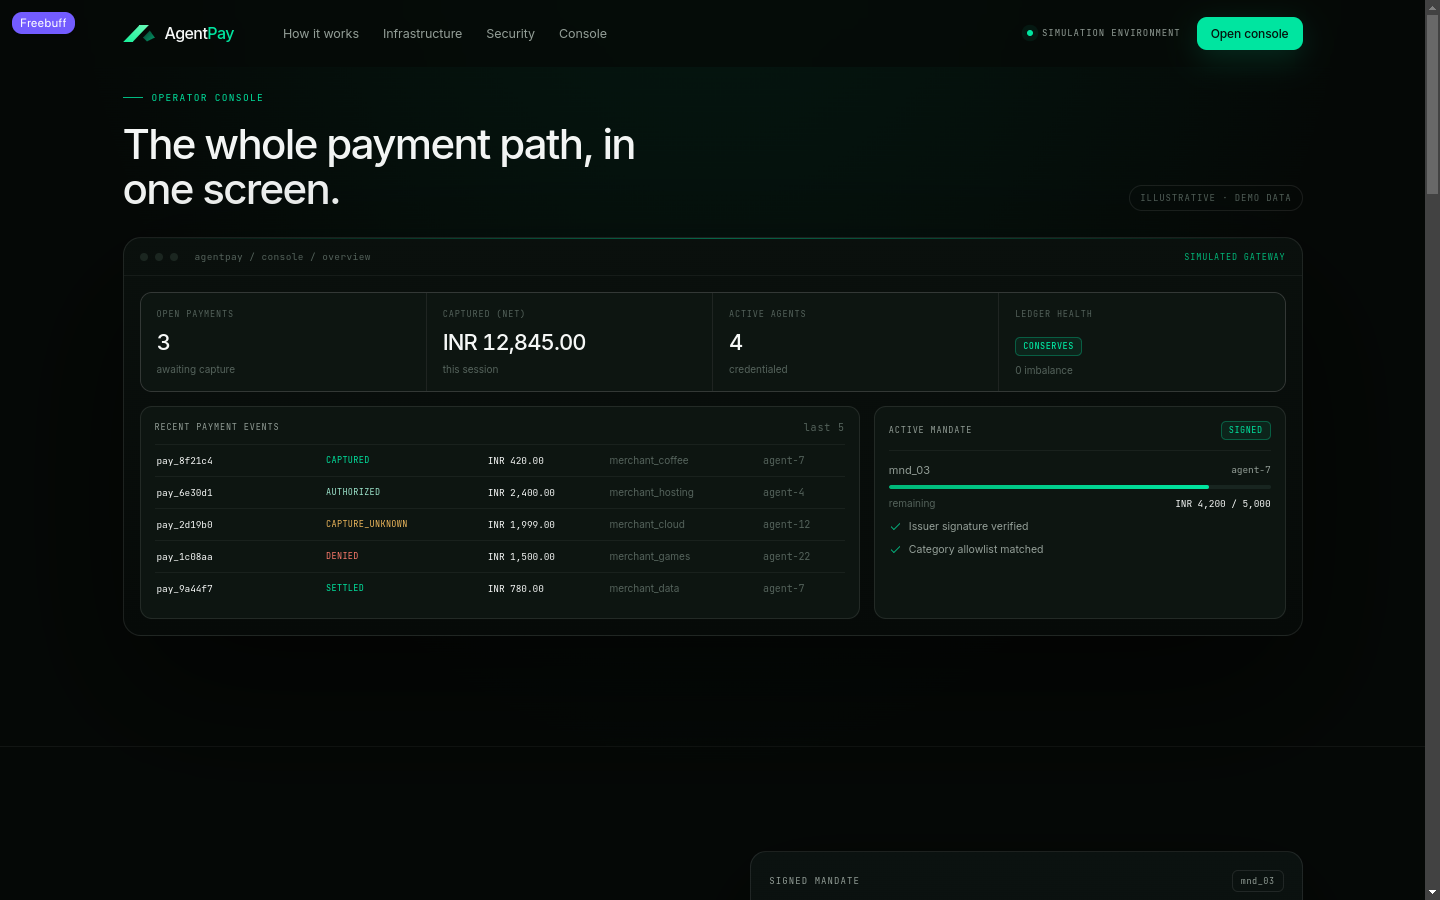 Freebuff
AgentPay
How it works
Infrastructure
Security
Console
SIMULATION ENVIRONMENT
Open console
OPERATOR CONSOLE
The whole payment path, in
one screen.
ILLUSTRATIVE · DEMO DATA
agentpay / console / overview
SIMULATED GATEWAY
OPEN PAYMENTS
3
awaiting capture
CAPTURED (NET)
INR 12,845.00
this session
ACTIVE AGENTS
4
credentialed
LEDGER HEALTH
CONSERVES
0 imbalance
RECENT PAYMENT EVENTS
last 5
pay_8f21c4 CAPTURED INR 420.00 merchant_coffee agent-7
pay_6e30d1 AUTHORIZED INR 2,400.00 merchant_hosting agent-4
pay_2d19b0 CAPTURE_UNKNOWN INR 1,999.00 merchant_cloud agent-12
pay_1c08aa DENIED INR 1,500.00 merchant_games agent-22
pay_9a44f7 SETTLED INR 780.00 merchant_data agent-7
ACTIVE MANDATE
SIGNED
mnd_03 agent-7
remaining INR 4,200 / 5,000
Issuer signature verified
Category allowlist matched
SIGNED MANDATE
mnd_03